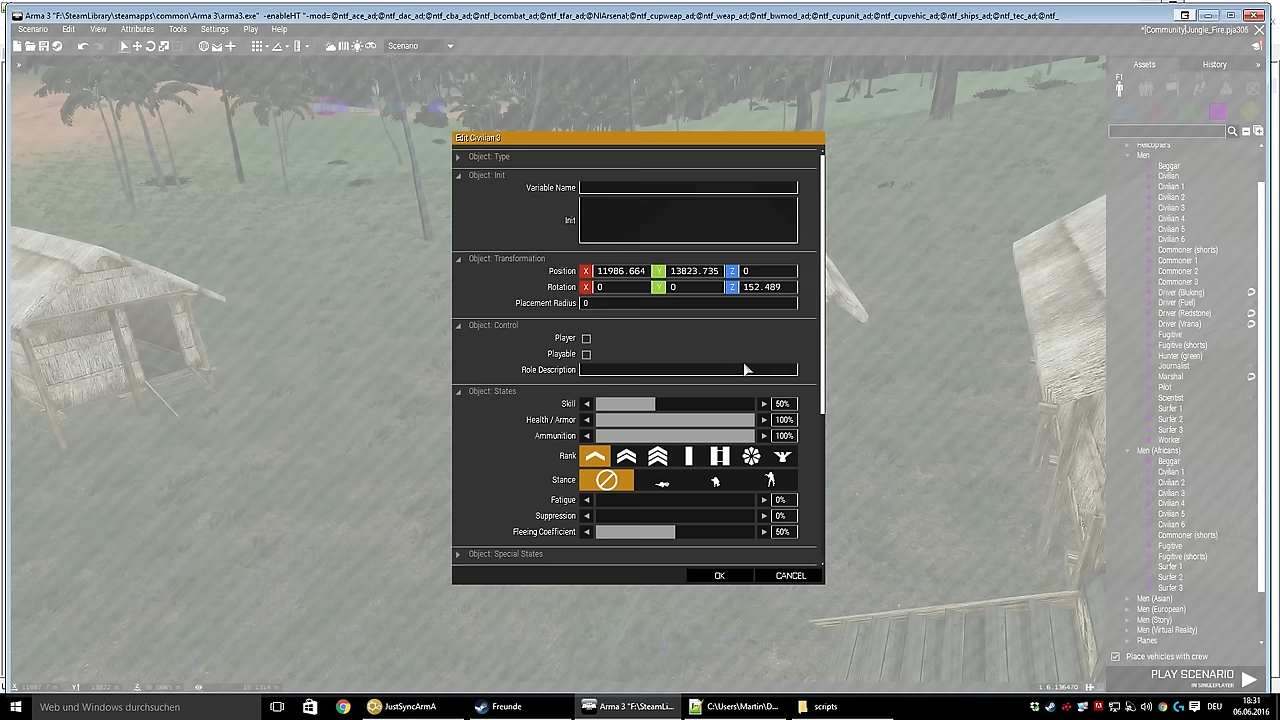 Arma 3 "F:\SteamLibrary\steamapps\common\Arma 3\arma3.exe" -enableHT "-mod=@ntf_ace_ad;@ntf_dac_ad;@ntf_cba_ad;@ntf_bcombat_ad;@ntf_tfar_ad;@NIArsenal;@ntf_cupweap_ad;@ntf_bwmod_ad;@ntf_cupunit_ad;@ntf_cupvehic_ad;@ntf_ships_ad;@ntf_tec_ad;@ntf_
Scenario Edit View Attributes Tools Settings Play Help
*[Community]Jungle_Fire.pja305
Scenario
Assets History
F1
Edit Civilian 3
Object: Type
Object: Init
Variable Name
Init
Object: Transformation
Position X 11986.664 Y 13823.735 Z 0
Rotation X 0 Y 0 Z 152.489
Placement Radius 0
Object: Control
Player
Playable
Role Description
Object: States
Skill 50%
Health / Armor 100%
Ammunition 100%
Rank
Stance
Fatigue 0%
Suppression 0%
Fleeing Coefficient 50%
Object: Special States
OK CANCEL
Helicopters
Men
Beggar
Civilian
Civilian 1
Civilian 2
Civilian 3
Civilian 4
Civilian 5
Civilian 6
Commoner (shorts)
Commoner 1
Commoner 2
Commoner 3
Driver (Bluking)
Driver (Fuel)
Driver (Redstone)
Driver (Vrana)
Fugitive
Fugitive (shorts)
Hunter (green)
Journalist
Marshal
Pilot
Scientist
Surfer 1
Surfer 2
Surfer 3
Worker
Men (Africans)
Beggar
Civilian 1
Civilian 2
Civilian 3
Civilian 4
Civilian 5
Civilian 6
Commoner (shorts)
Fugitive
Fugitive (shorts)
Surfer 1
Surfer 2
Surfer 3
Men (Asian)
Men (European)
Men (Story)
Men (Virtual Reality)
Planes
Place vehicles with crew
PLAY SCENARIO
IN SINGLEPLAYER
1.6.136470
Web und Windows durchsuchen
JustSyncArmA
Freunde
Arma 3 "F:\SteamLi...
C:\Users\Martin\D...
scripts
DEU
18:31
06.06.2016